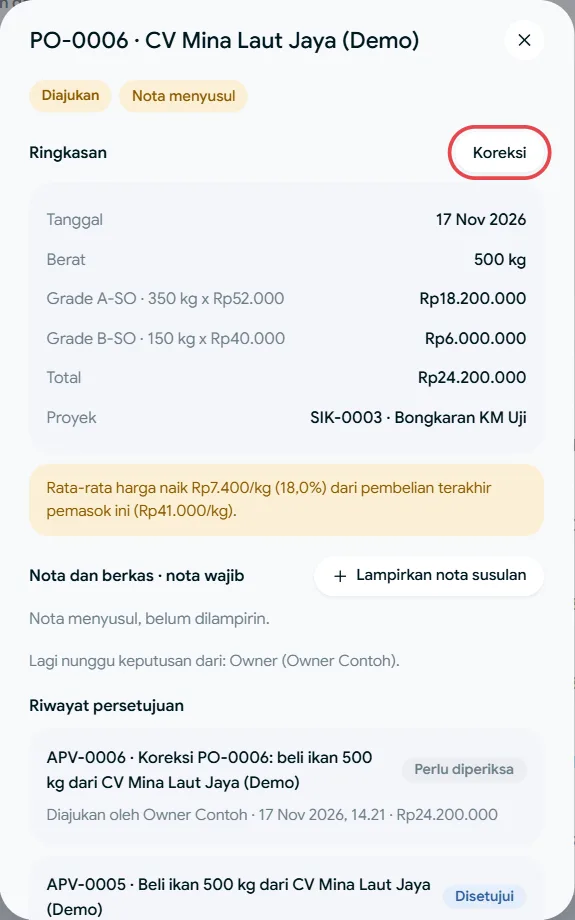 PO-0006 · CV Mina Laut Jaya (Demo)
Diajukan
Nota menyusul
Ringkasan
Koreksi
Tanggal
17 Nov 2026
Berat
500 kg
Grade A-SO · 350 kg x Rp52.000
Rp18.200.000
Grade B-SO · 150 kg x Rp40.000
Rp6.000.000
Total
Rp24.200.000
Proyek
SIK-0003 · Bongkaran KM Uji
Rata-rata harga naik Rp7.400/kg (18,0%) dari pembelian terakhir
pemasok ini (Rp41.000/kg).
Nota dan berkas · nota wajib
+ Lampirkan nota susulan
Nota menyusul, belum dilampirin.
Lagi nunggu keputusan dari: Owner (Owner Contoh).
Riwayat persetujuan
APV-0006 · Koreksi PO-0006: beli ikan 500
kg dari CV Mina Laut Jaya (Demo)
Perlu diperiksa
Diajukan oleh Owner Contoh · 17 Nov 2026, 14.21 · Rp24.200.000
APV-0005 · Beli ikan 500 kg dari CV Mina Laut Jaya
(Demo)
Disetujui